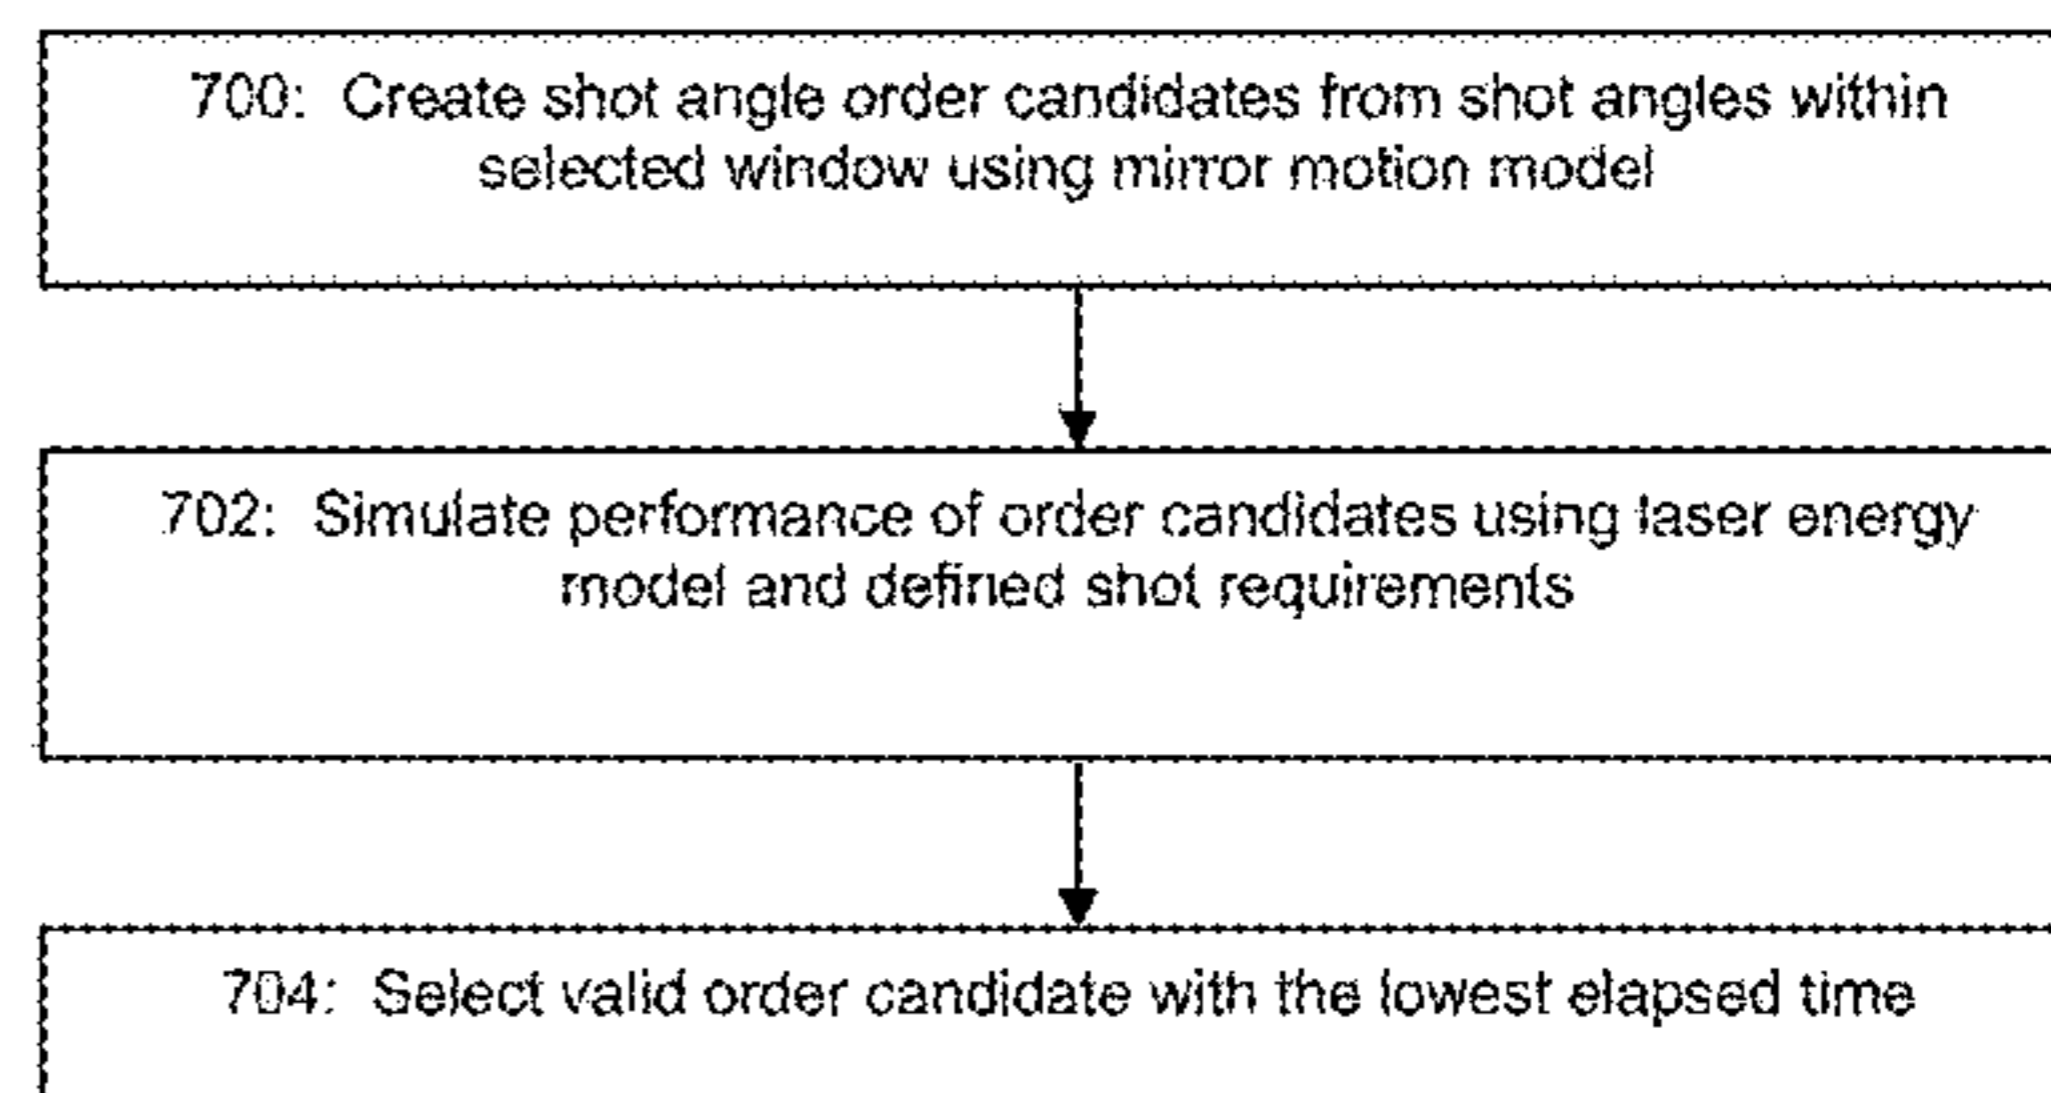 700: Create shot angle order candidates from shot angles within
selected window using mirror motion model
702: Simulate performance of order candidates using laser energy
model and defined shot requirements
704: Select valid order candidate with the lowest elapsed time